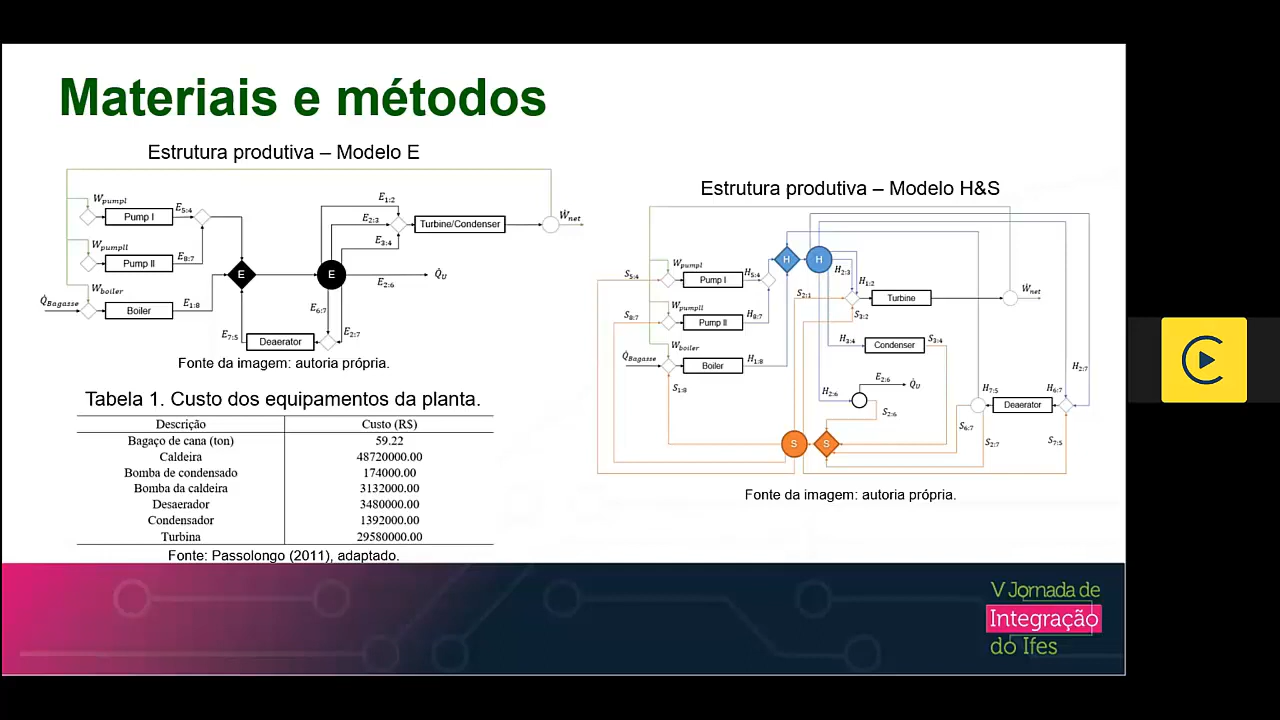 Materiais e métodos
Estrutura produtiva – Modelo E
W_pumpI
Pump I
E_5:4
W_pumpII
Pump II
E_8:7
W_boiler
Q̇_Bagasse
Boiler
E_1:8
E
E
E_1:2
E_2:3
E_3:4
Turbine/Condenser
Ẇ_net
E_2:6
Q̇_U
E_6:7
E_2:7
E_7:5
Deaerator
Fonte da imagem: autoria própria.
Tabela 1. Custo dos equipamentos da planta.
Descrição Custo (R$)
Bagaço de cana (ton) 59.22
Caldeira 48720000.00
Bomba de condensado 174000.00
Bomba da caldeira 3132000.00
Desaerador 3480000.00
Condensador 1392000.00
Turbina 29580000.00
Fonte: Passolongo (2011), adaptado.
Estrutura produtiva – Modelo H&S
S_5:4
W_pumpI
Pump I
H_5:4
H
H
H_2:3
H_1:2
S_2:1
Turbine
Ẇ_net
S_3:2
S_8:7
W_pumpII
Pump II
H_8:7
W_boiler
Q̇_Bagasse
Boiler
H_1:8
S_1:8
H_3:4
Condenser
S_3:4
H_2:7
H_2:6
E_2:6
Q̇_U
S_2:6
H_7:5
Deaerator
H_6:7
S_6:7
S_2:7
S_7:5
S
S
Fonte da imagem: autoria própria.
V Jornada de
Integração
do Ifes